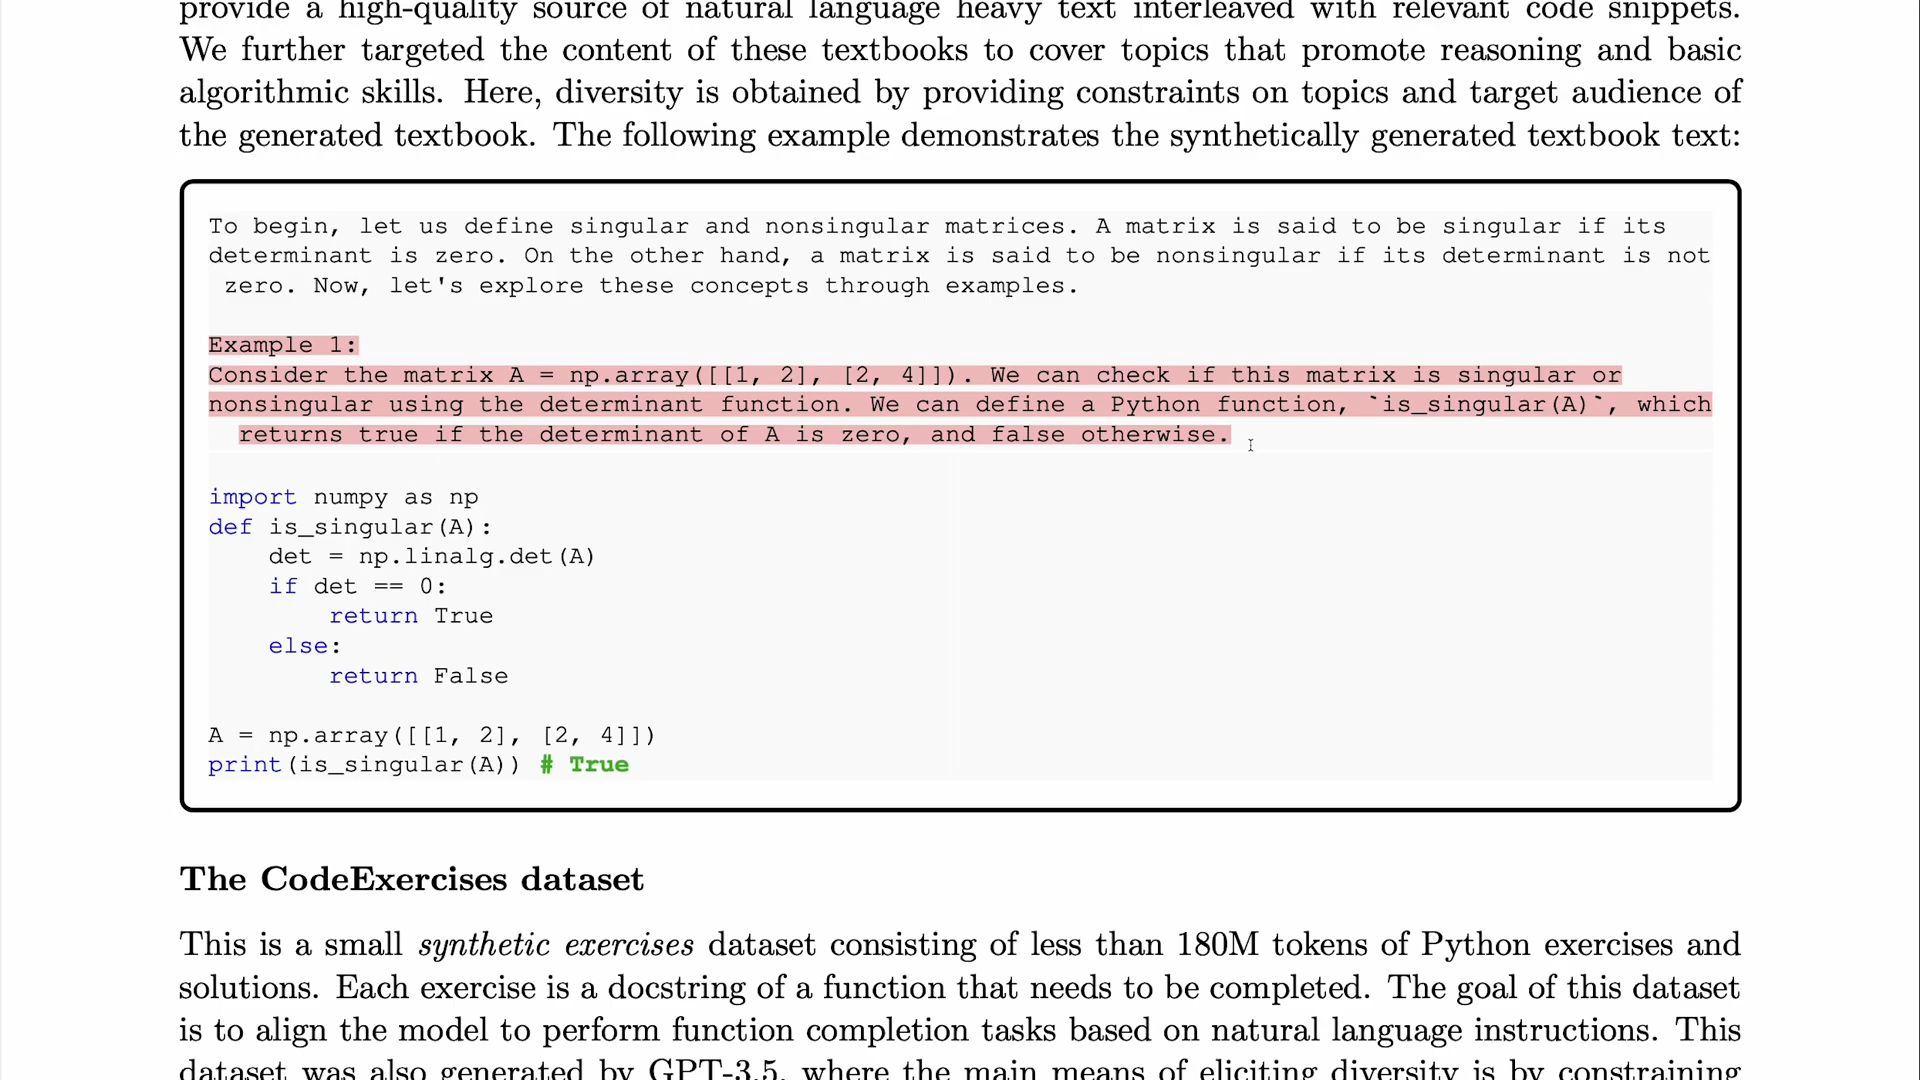 provide a high-quality source of natural language heavy text interleaved with relevant code snippets.
We further targeted the content of these textbooks to cover topics that promote reasoning and basic
algorithmic skills. Here, diversity is obtained by providing constraints on topics and target audience of
the generated textbook. The following example demonstrates the synthetically generated textbook text:
To begin, let us define singular and nonsingular matrices. A matrix is said to be singular if its
determinant is zero. On the other hand, a matrix is said to be nonsingular if its determinant is not
zero. Now, let's explore these concepts through examples.
Example 1:
Consider the matrix A = np.array([[1, 2], [2, 4]]). We can check if this matrix is singular or
nonsingular using the determinant function. We can define a Python function, `is_singular(A)`, which
returns true if the determinant of A is zero, and false otherwise.
import numpy as np
def is_singular(A):
    det = np.linalg.det(A)
    if det == 0:
        return True
    else:
        return False
A = np.array([[1, 2], [2, 4]])
print(is_singular(A)) # True
The CodeExercises dataset
This is a small synthetic exercises dataset consisting of less than 180M tokens of Python exercises and
solutions. Each exercise is a docstring of a function that needs to be completed. The goal of this dataset
is to align the model to perform function completion tasks based on natural language instructions. This
dataset was also generated by GPT-3.5, where the main means of eliciting diversity is by constraining